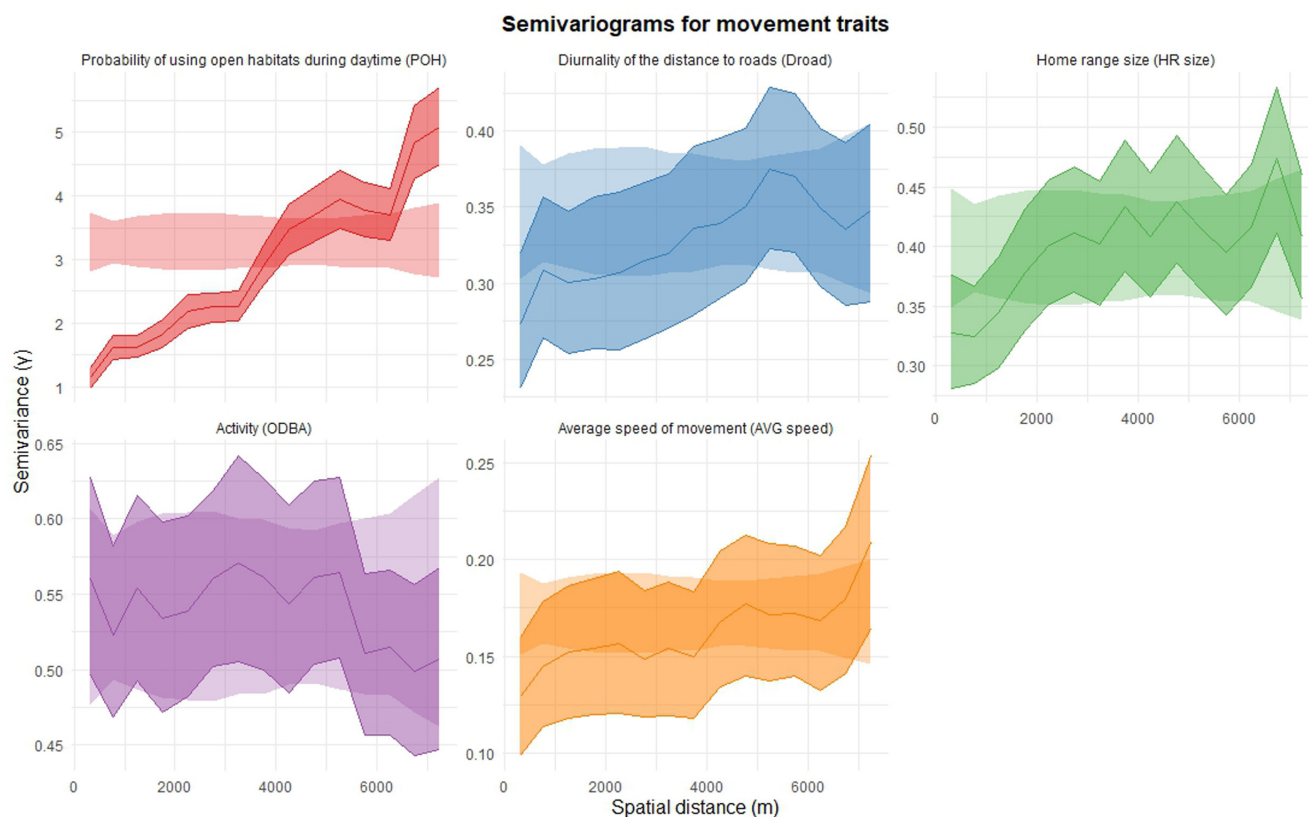 Semivariograms for movement traits
Probability of using open habitats during daytime (POH)
Diurnality of the distance to roads (Droad)
Home range size (HR size)
5
4
3
2
1
0.40
0.35
0.30
0.25
0.50
0.45
0.40
0.35
0.30
0 2000 4000 6000
Semivariance (γ)
Activity (ODBA)
Average speed of movement (AVG speed)
0.65
0.60
0.55
0.50
0.45
0.25
0.20
0.15
0.10
0 2000 4000 6000
0 2000 4000 6000
Spatial distance (m)